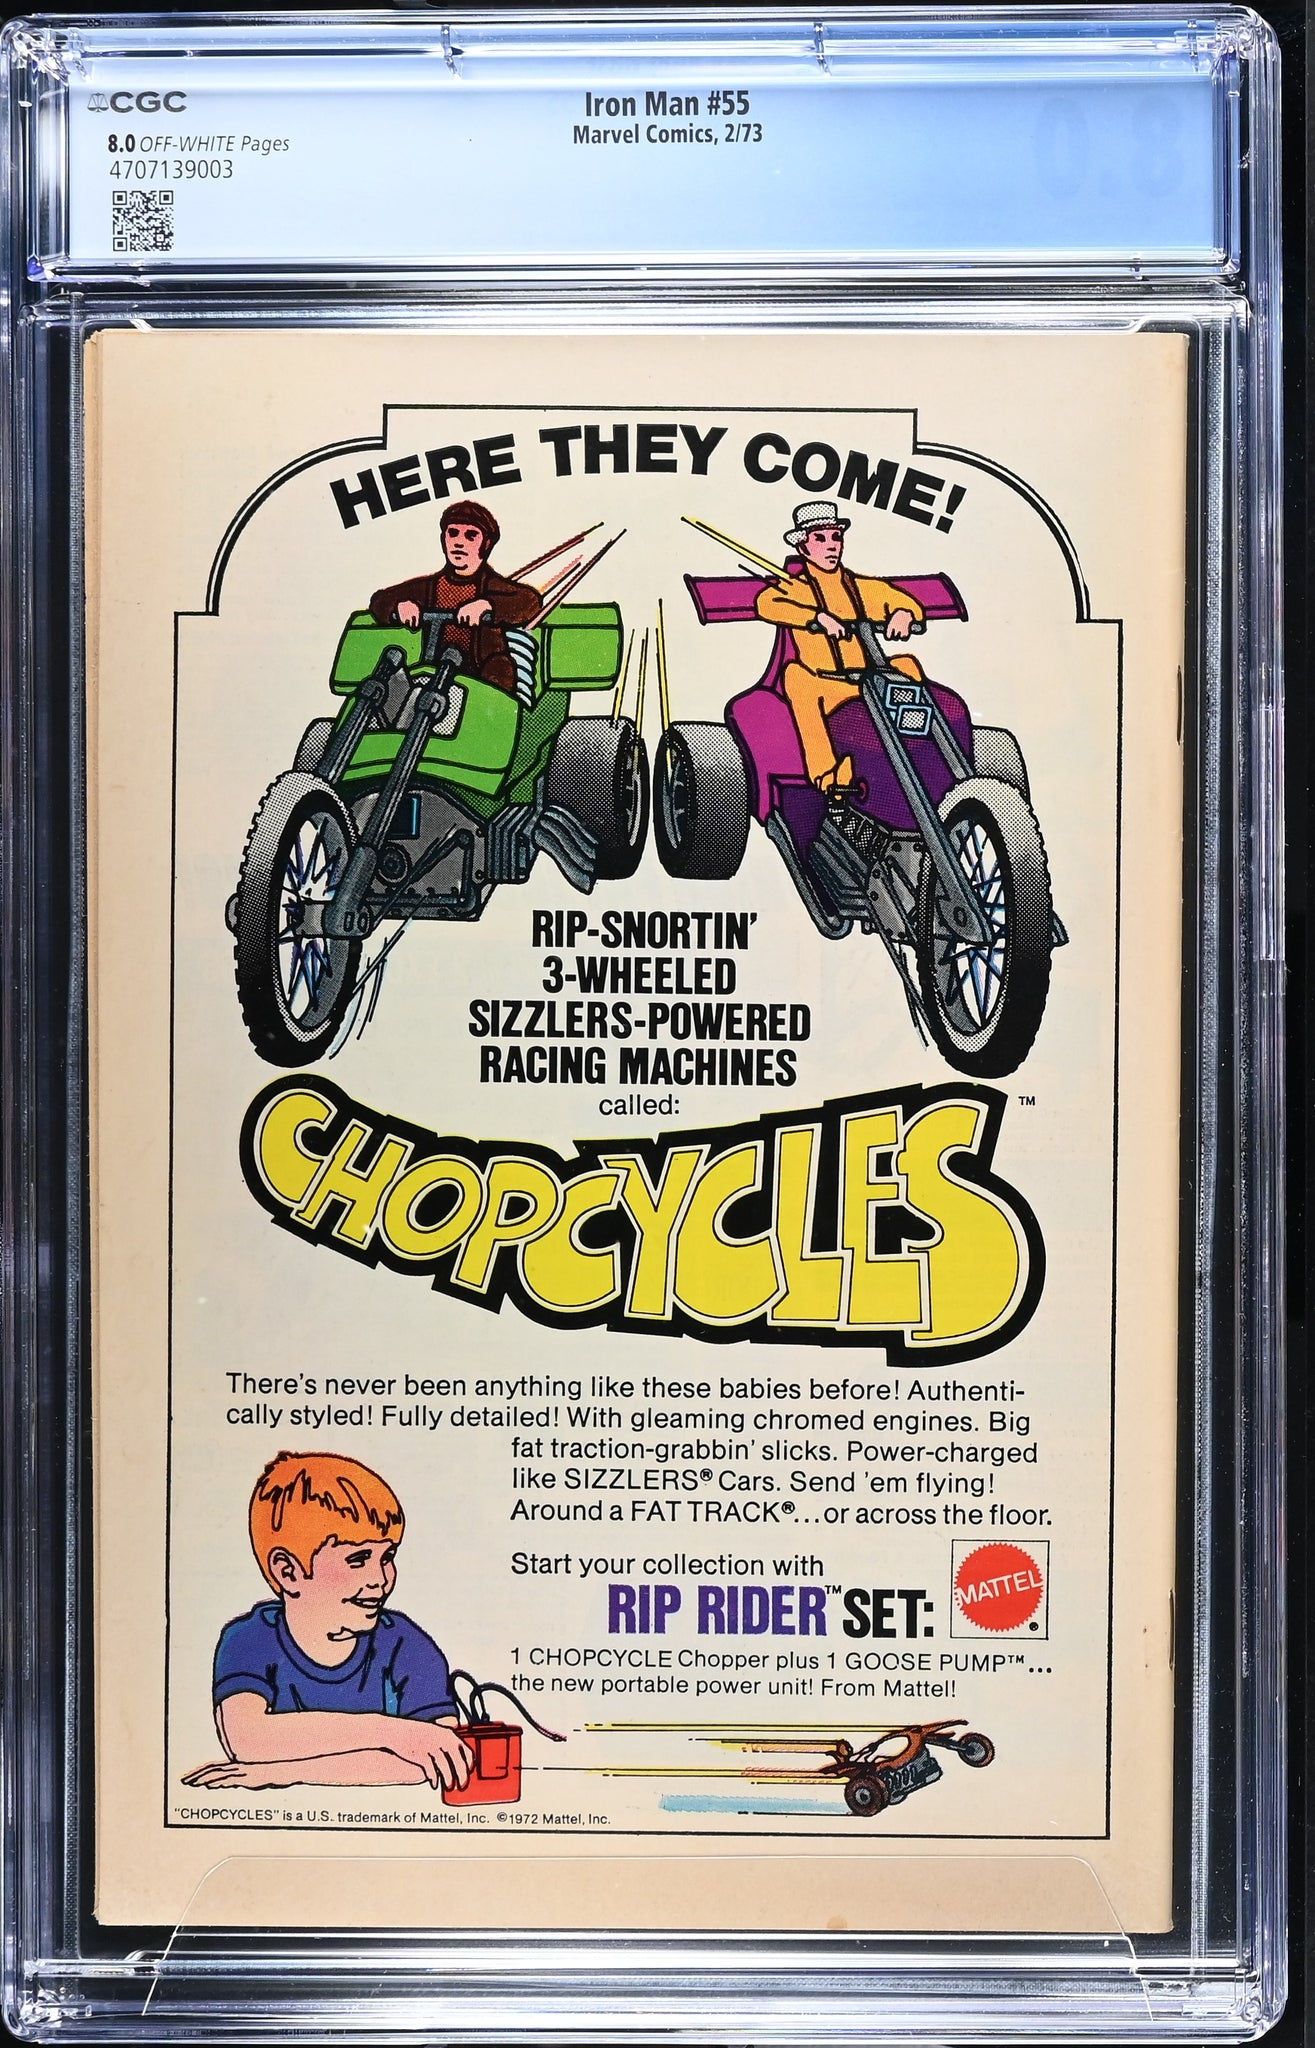 CGC
Iron Man #55
Marvel Comics, 2/73
8.0 OFF-WHITE Pages
4707139003
8.0
HERE THEY COME!
RIP-SNORTIN'
3-WHEELED
SIZZLERS-POWERED
RACING MACHINES
called:
CHOPCYCLES™
There's never been anything like these babies before! Authenti-
cally styled! Fully detailed! With gleaming chromed engines. Big
fat traction-grabbin' slicks. Power-charged
like SIZZLERS® Cars. Send 'em flying!
Around a FAT TRACK®...or across the floor.
Start your collection with
RIP RIDER™ SET:
MATTEL®
1 CHOPCYCLE Chopper plus 1 GOOSE PUMP™...
the new portable power unit! From Mattel!
"CHOPCYCLES" is a U.S. trademark of Mattel, Inc. ©1972 Mattel, Inc.